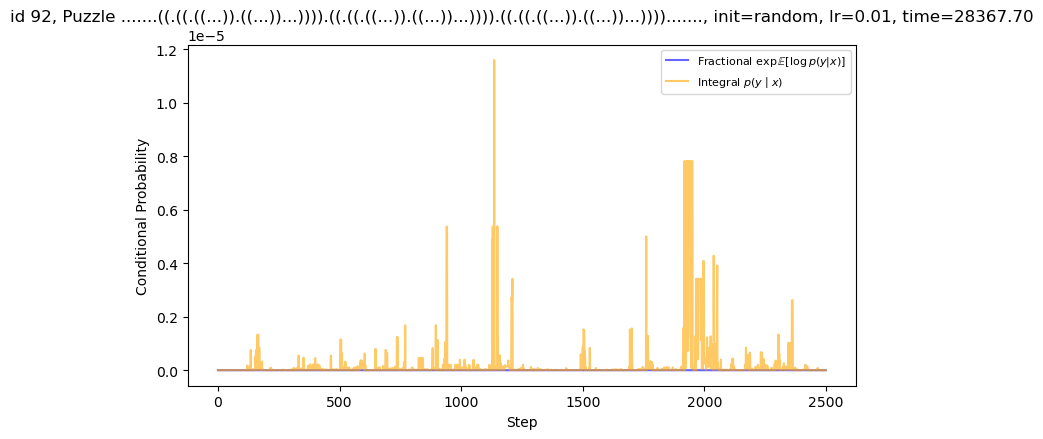 id 92, Puzzle .......((.((.((...)).((...))...)))).((.((.((...)).((...))...)))).((.((.((...)).((...))...))))......., init=random, lr=0.01, time=28367.70
1e−5
1.2
1.0
0.8
0.6
0.4
0.2
0.0
Conditional Probability
Fractional exp𝔼[log p(y|x)]
Integral p(y | x)
0 500 1000 1500 2000 2500
Step